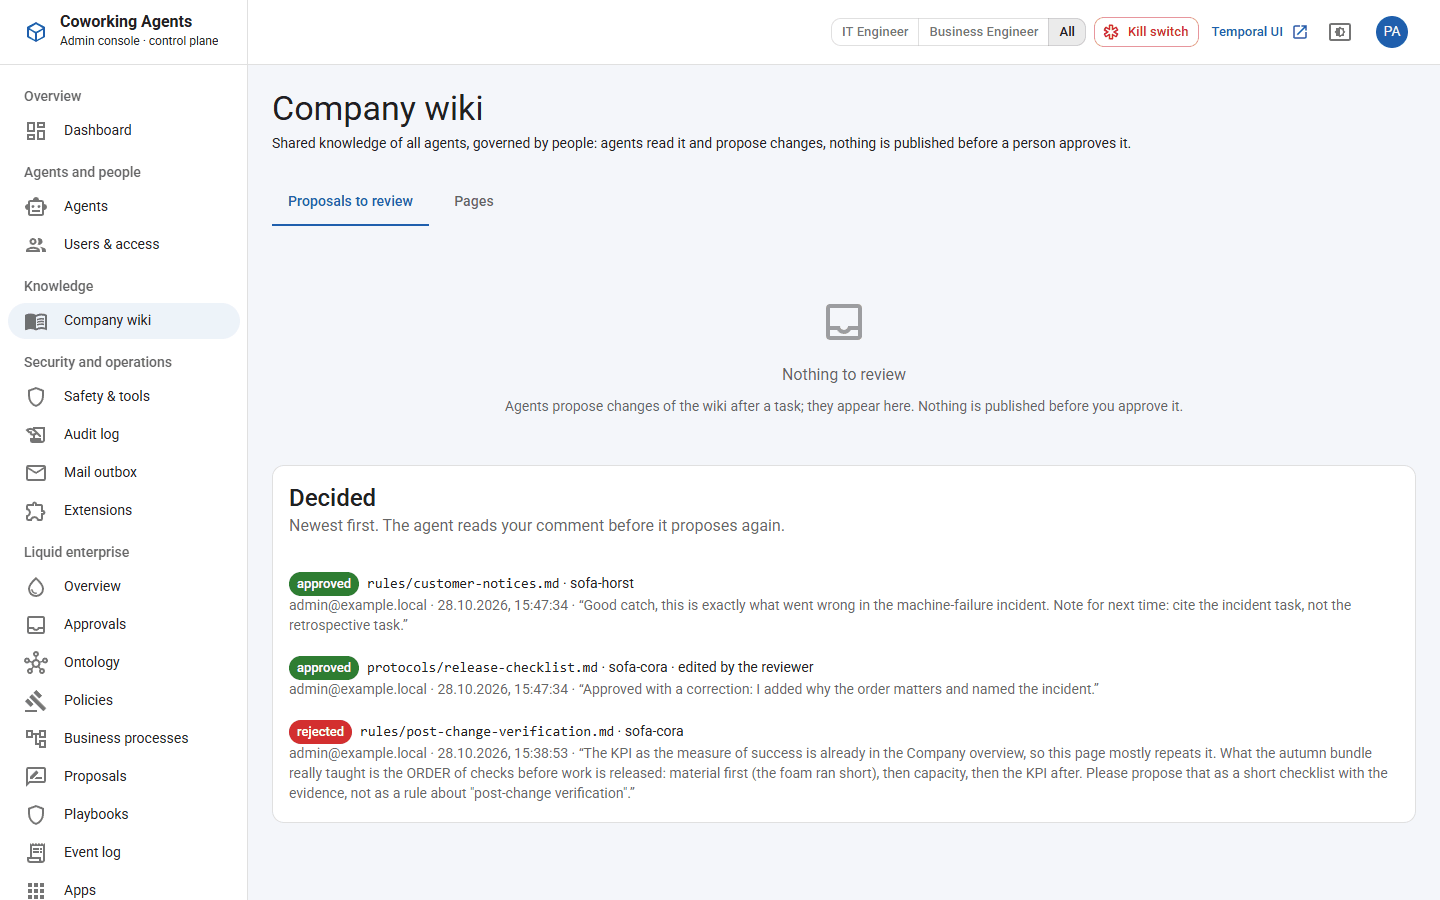 Coworking Agents
Admin console · control plane
IT Engineer
Business Engineer
All
Kill switch
Temporal UI
PA
Overview
Dashboard
Agents and people
Agents
Users & access
Knowledge
Company wiki
Security and operations
Safety & tools
Audit log
Mail outbox
Extensions
Liquid enterprise
Overview
Approvals
Ontology
Policies
Business processes
Proposals
Playbooks
Event log
Apps
Company wiki
Shared knowledge of all agents, governed by people: agents read it and propose changes, nothing is published before a person approves it.
Proposals to review
Pages
Nothing to review
Agents propose changes of the wiki after a task; they appear here. Nothing is published before you approve it.
Decided
Newest first. The agent reads your comment before it proposes again.
approved rules/customer-notices.md · sofa-horst
admin@example.local · 28.10.2026, 15:47:34 · “Good catch, this is exactly what went wrong in the machine-failure incident. Note for next time: cite the incident task, not the
retrospective task.”
approved protocols/release-checklist.md · sofa-cora · edited by the reviewer
admin@example.local · 28.10.2026, 15:47:34 · “Approved with a correction: I added why the order matters and named the incident.”
rejected rules/post-change-verification.md · sofa-cora
admin@example.local · 28.10.2026, 15:38:53 · “The KPI as the measure of success is already in the Company overview, so this page mostly repeats it. What the autumn bundle
really taught is the ORDER of checks before work is released: material first (the foam ran short), then capacity, then the KPI after. Please propose that as a short checklist with the
evidence, not as a rule about "post-change verification".”